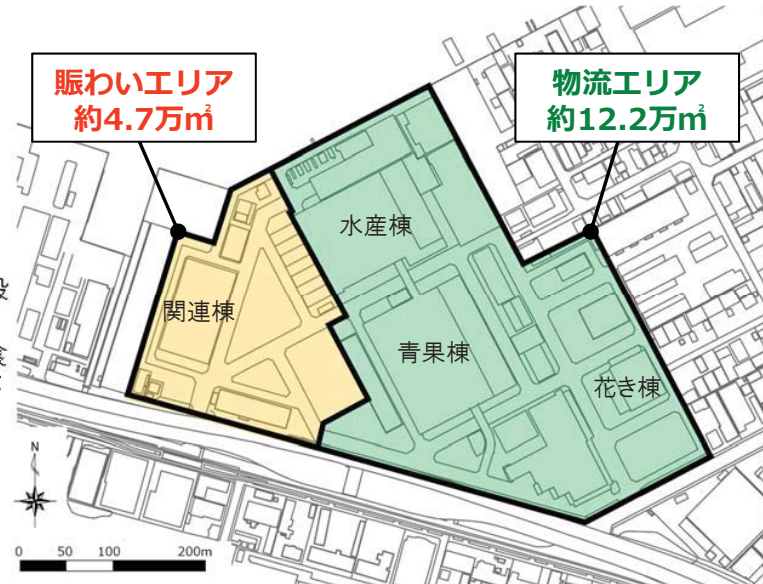 賑わいエリア
約4.7万㎡
物流エリア
約12.2万㎡
水産棟
関連棟
青果棟
花き棟
N
0 50 100 200m